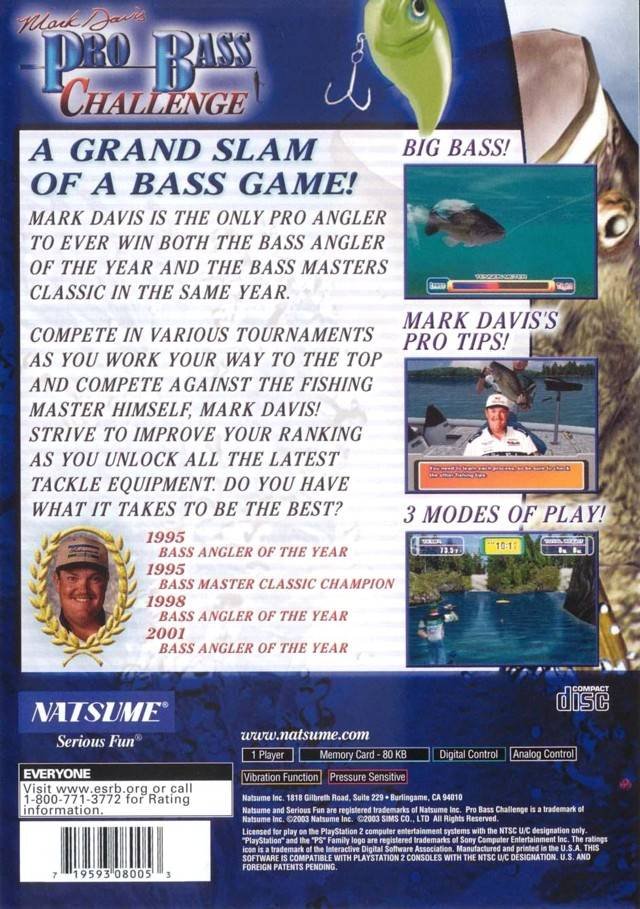 Mark Davis
PRO BASS
CHALLENGE
A GRAND SLAM
OF A BASS GAME!
MARK DAVIS IS THE ONLY PRO ANGLER
TO EVER WIN BOTH THE BASS ANGLER
OF THE YEAR AND THE BASS MASTERS
CLASSIC IN THE SAME YEAR.
COMPETE IN VARIOUS TOURNAMENTS
AS YOU WORK YOUR WAY TO THE TOP
AND COMPETE AGAINST THE FISHING
MASTER HIMSELF, MARK DAVIS!
STRIVE TO IMPROVE YOUR RANKING
AS YOU UNLOCK ALL THE LATEST
TACKLE EQUIPMENT. DO YOU HAVE
WHAT IT TAKES TO BE THE BEST?
1995
BASS ANGLER OF THE YEAR
1995
BASS MASTER CLASSIC CHAMPION
1998
BASS ANGLER OF THE YEAR
2001
BASS ANGLER OF THE YEAR
BIG BASS!
TENSION METER
MARK DAVIS'S
PRO TIPS!
3 MODES OF PLAY!
NATSUME®
Serious Fun®
COMPACT
disc
www.natsume.com
1 Player
Memory Card - 80 KB
Digital Control
Analog Control
Vibration Function
Pressure Sensitive
EVERYONE
Visit www.esrb.org or call
1-800-771-3772 for Rating
information.
7 19593 08005 3
Natsume Inc. 1818 Gilbreth Road, Suite 229 • Burlingame, CA 94010
Natsume and Serious Fun are registered trademarks of Natsume Inc. Pro Bass Challenge is a trademark of
Natsume Inc. ©2003 Natsume Inc. ©2003 SIMS CO., LTD All Rights Reserved.
Licensed for play on the PlayStation 2 computer entertainment systems with the NTSC U/C designation only.
"PlayStation" and the "PS" Family logo are registered trademarks of Sony Computer Entertainment Inc. The ratings
icon is a trademark of the Interactive Digital Software Association. Manufactured and printed in the U.S.A. THIS
SOFTWARE IS COMPATIBLE WITH PLAYSTATION 2 CONSOLES WITH THE NTSC U/C DESIGNATION. U.S. AND
FOREIGN PATENTS PENDING.